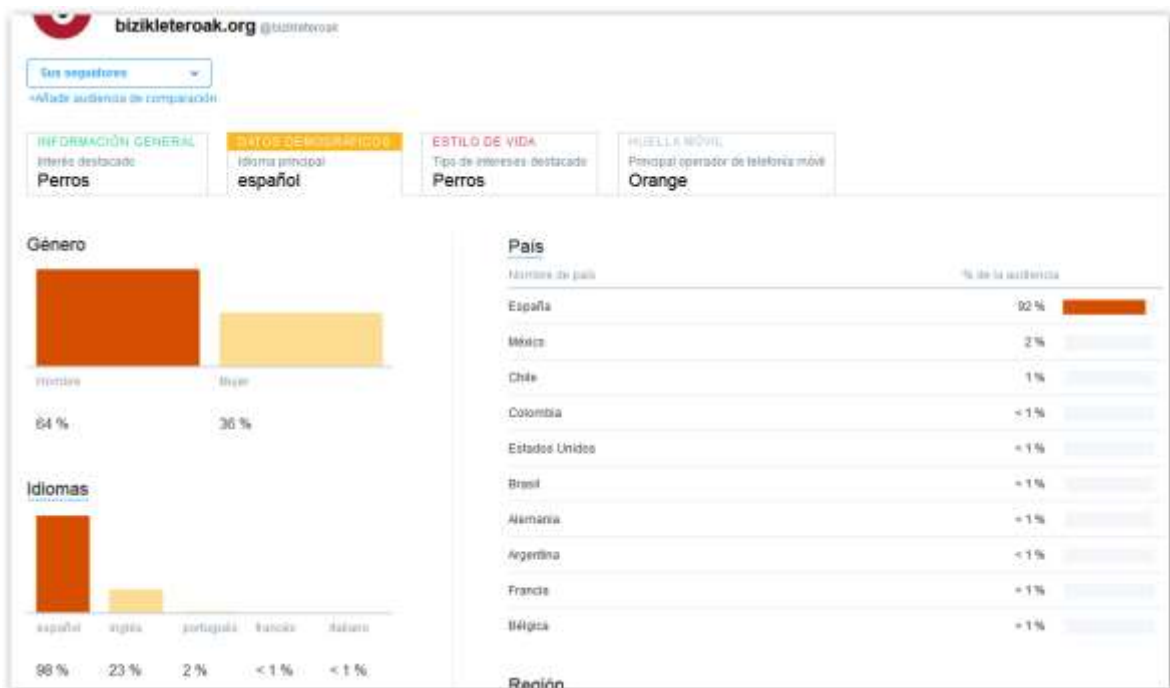 bizikleteroak.org @bizikleteroak
Sus seguidores
+Añadir audiencia de comparación
INFORMACIÓN GENERAL
Interés destacado
Perros
DATOS DEMOGRÁFICOS
Idioma principal
español
ESTILO DE VIDA
Tipo de intereses destacado
Perros
HUELLA MÓVIL
Principal operador de telefonía móvil
Orange
Género
Hombre Mujer
64 % 36 %
Idiomas
español inglés portugués francés italiano
98 % 23 % 2 % < 1 % < 1 %
País
Nombre de país % de la audiencia
España 92 %
México 2 %
Chile 1 %
Colombia < 1 %
Estados Unidos < 1 %
Brasil < 1 %
Alemania < 1 %
Argentina < 1 %
Francia < 1 %
Bélgica < 1 %
Región